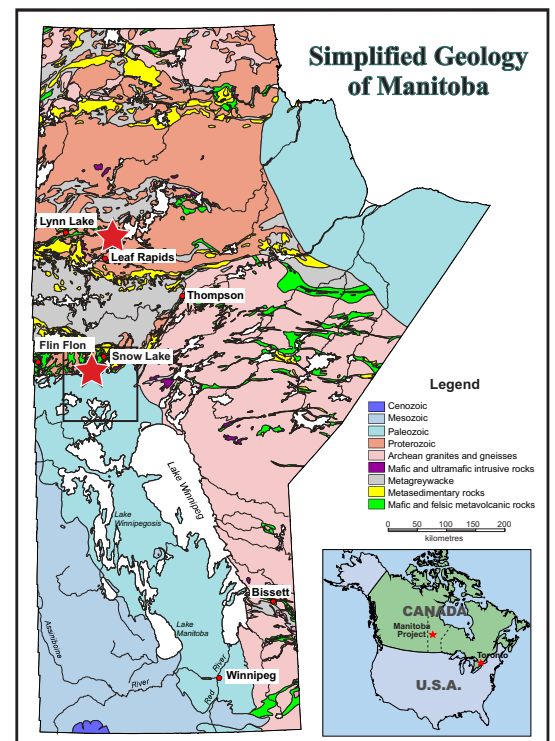 Simplified Geology
of Manitoba
Lynn Lake
Leaf Rapids
Thompson
Flin Flon
Snow Lake
Legend
Cenozoic
Mesozoic
Paleozoic
Proterozoic
Archean granites and gneisses
Mafic and ultramafic intrusive rocks
Metagreywacke
Metasedimentary rocks
Mafic and felsic metavolcanic rocks
0 50 100 150 200
kilometres
Lake Winnipeg
Lake
Winnipegosis
Bissett
Lake
Manitoba
Assiniboine
River
Red
River
Winnipeg
CANADA
Manitoba
Project
Toronto
U.S.A.